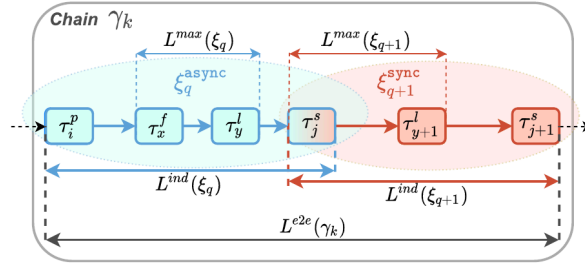 Chain γ_k
L^{max}(ξ_q) L^{max}(ξ_{q+1})
ξ_q^{async} ξ_{q+1}^{sync}
τ_i^p τ_x^f τ_y^l τ_j^s τ_{y+1}^l τ_{j+1}^s
L^{ind}(ξ_q) L^{ind}(ξ_{q+1})
L^{e2e}(γ_k)